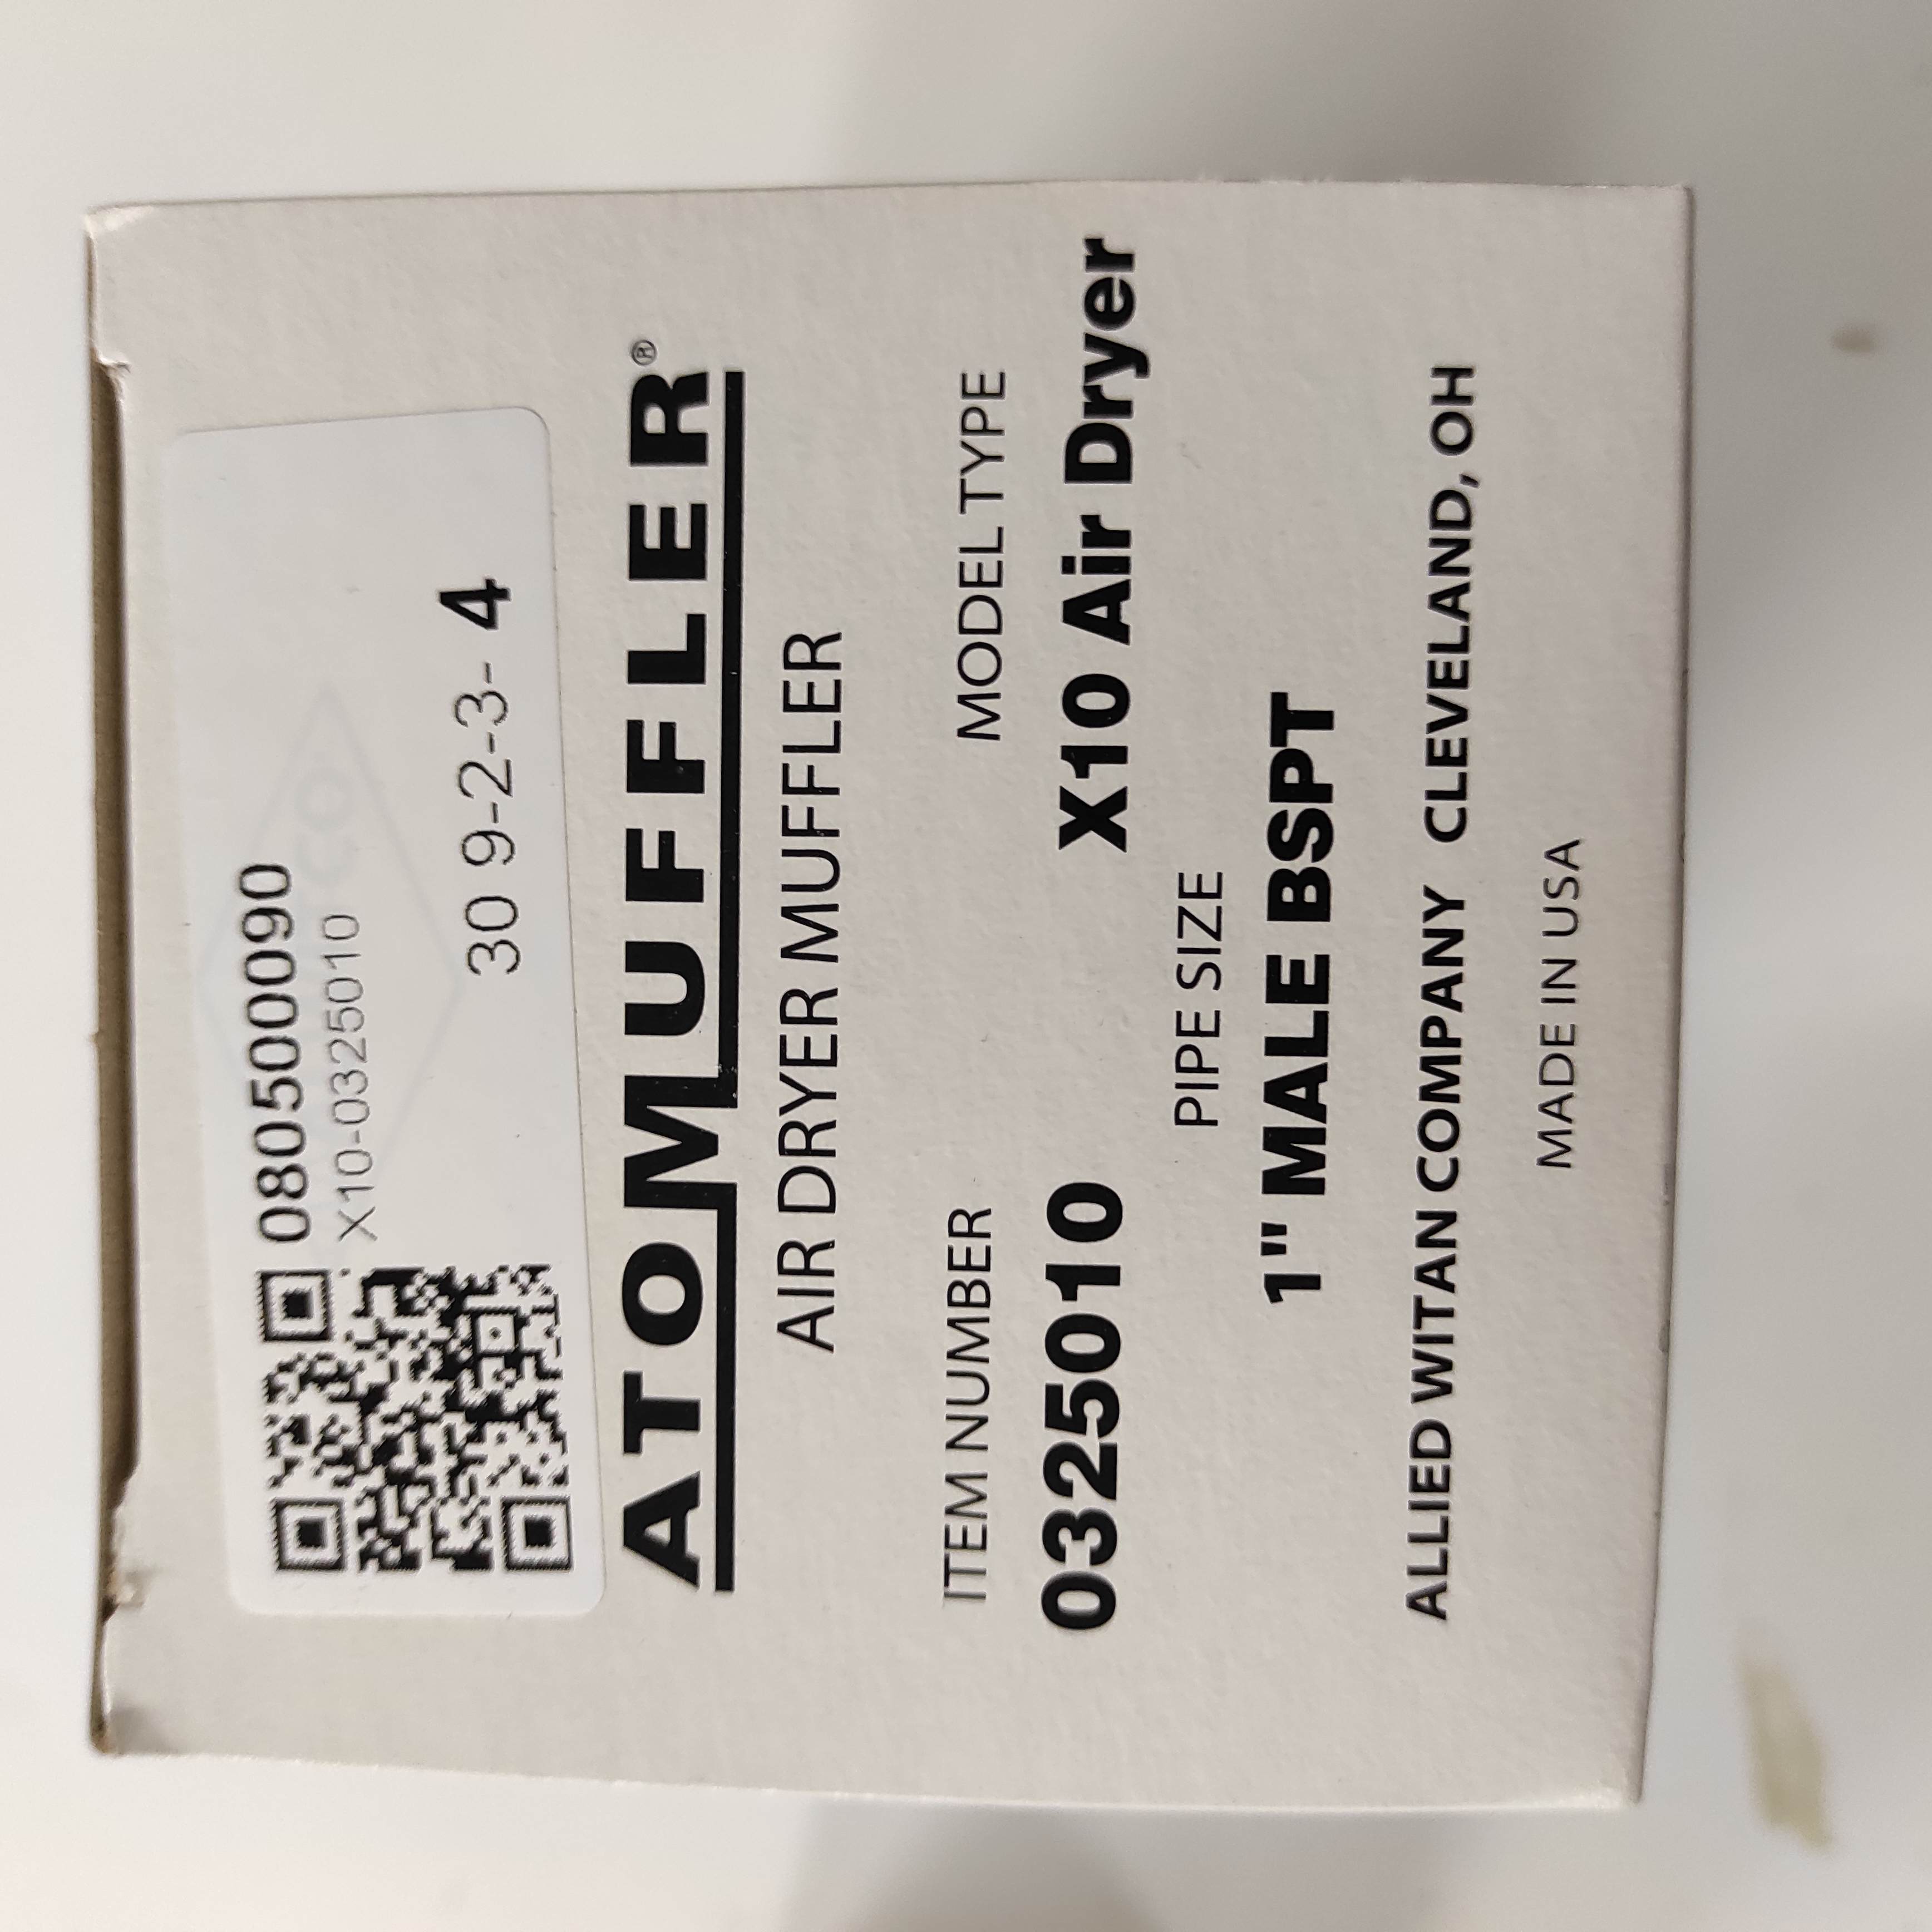 0805000090
X10-0325010
30 9-2-3- 4
ATOMUFFLER®
AIR DRYER MUFFLER
ITEM NUMBER MODEL TYPE
0325010 X10 Air Dryer
PIPE SIZE
1" MALE BSPT
ALLIED WITAN COMPANY CLEVELAND, OH
MADE IN USA